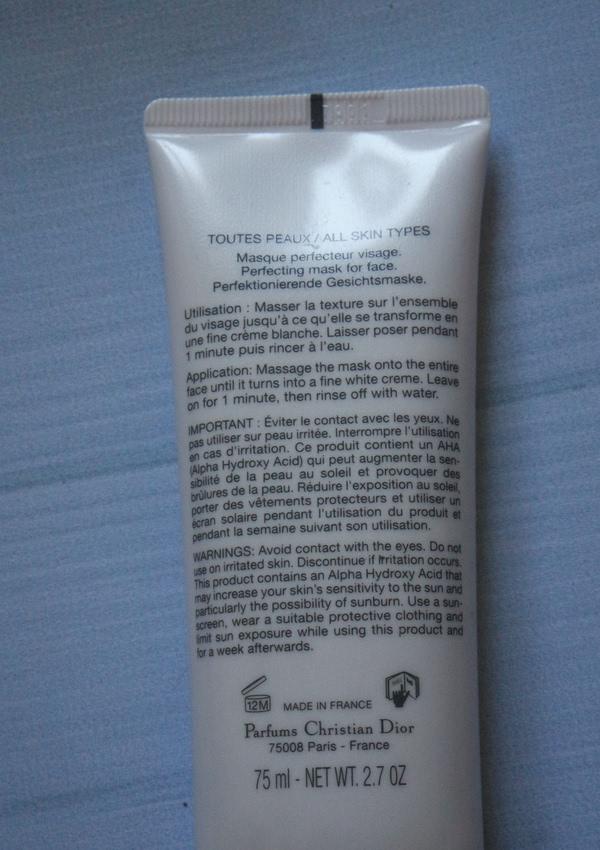 TOUTES PEAUX / ALL SKIN TYPES
Masque perfecteur visage.
Perfecting mask for face.
Perfektionierende Gesichtsmaske.
Utilisation : Masser la texture sur l'ensemble
du visage jusqu'à ce qu'elle se transforme en
une fine crème blanche. Laisser poser pendant
1 minute puis rincer à l'eau.
Application: Massage the mask onto the entire
face until it turns into a fine white creme. Leave
on for 1 minute, then rinse off with water.
IMPORTANT : Éviter le contact avec les yeux. Ne
pas utiliser sur peau irritée. Interrompre l'utilisation
en cas d'irritation. Ce produit contient un AHA
(Alpha Hydroxy Acid) qui peut augmenter la sen-
sibilité de la peau au soleil et provoquer des
brûlures de la peau. Réduire l'exposition au soleil,
porter des vêtements protecteurs et utiliser un
écran solaire pendant l'utilisation du produit et
pendant la semaine suivant son utilisation.
WARNINGS: Avoid contact with the eyes. Do not
use on irritated skin. Discontinue if irritation occurs.
This product contains an Alpha Hydroxy Acid that
may increase your skin's sensitivity to the sun and
particularly the possibility of sunburn. Use a sun-
screen, wear a suitable protective clothing and
limit sun exposure while using this product and
for a week afterwards.
12M MADE IN FRANCE
Parfums Christian Dior
75008 Paris - France
75 ml - NET WT. 2.7 OZ